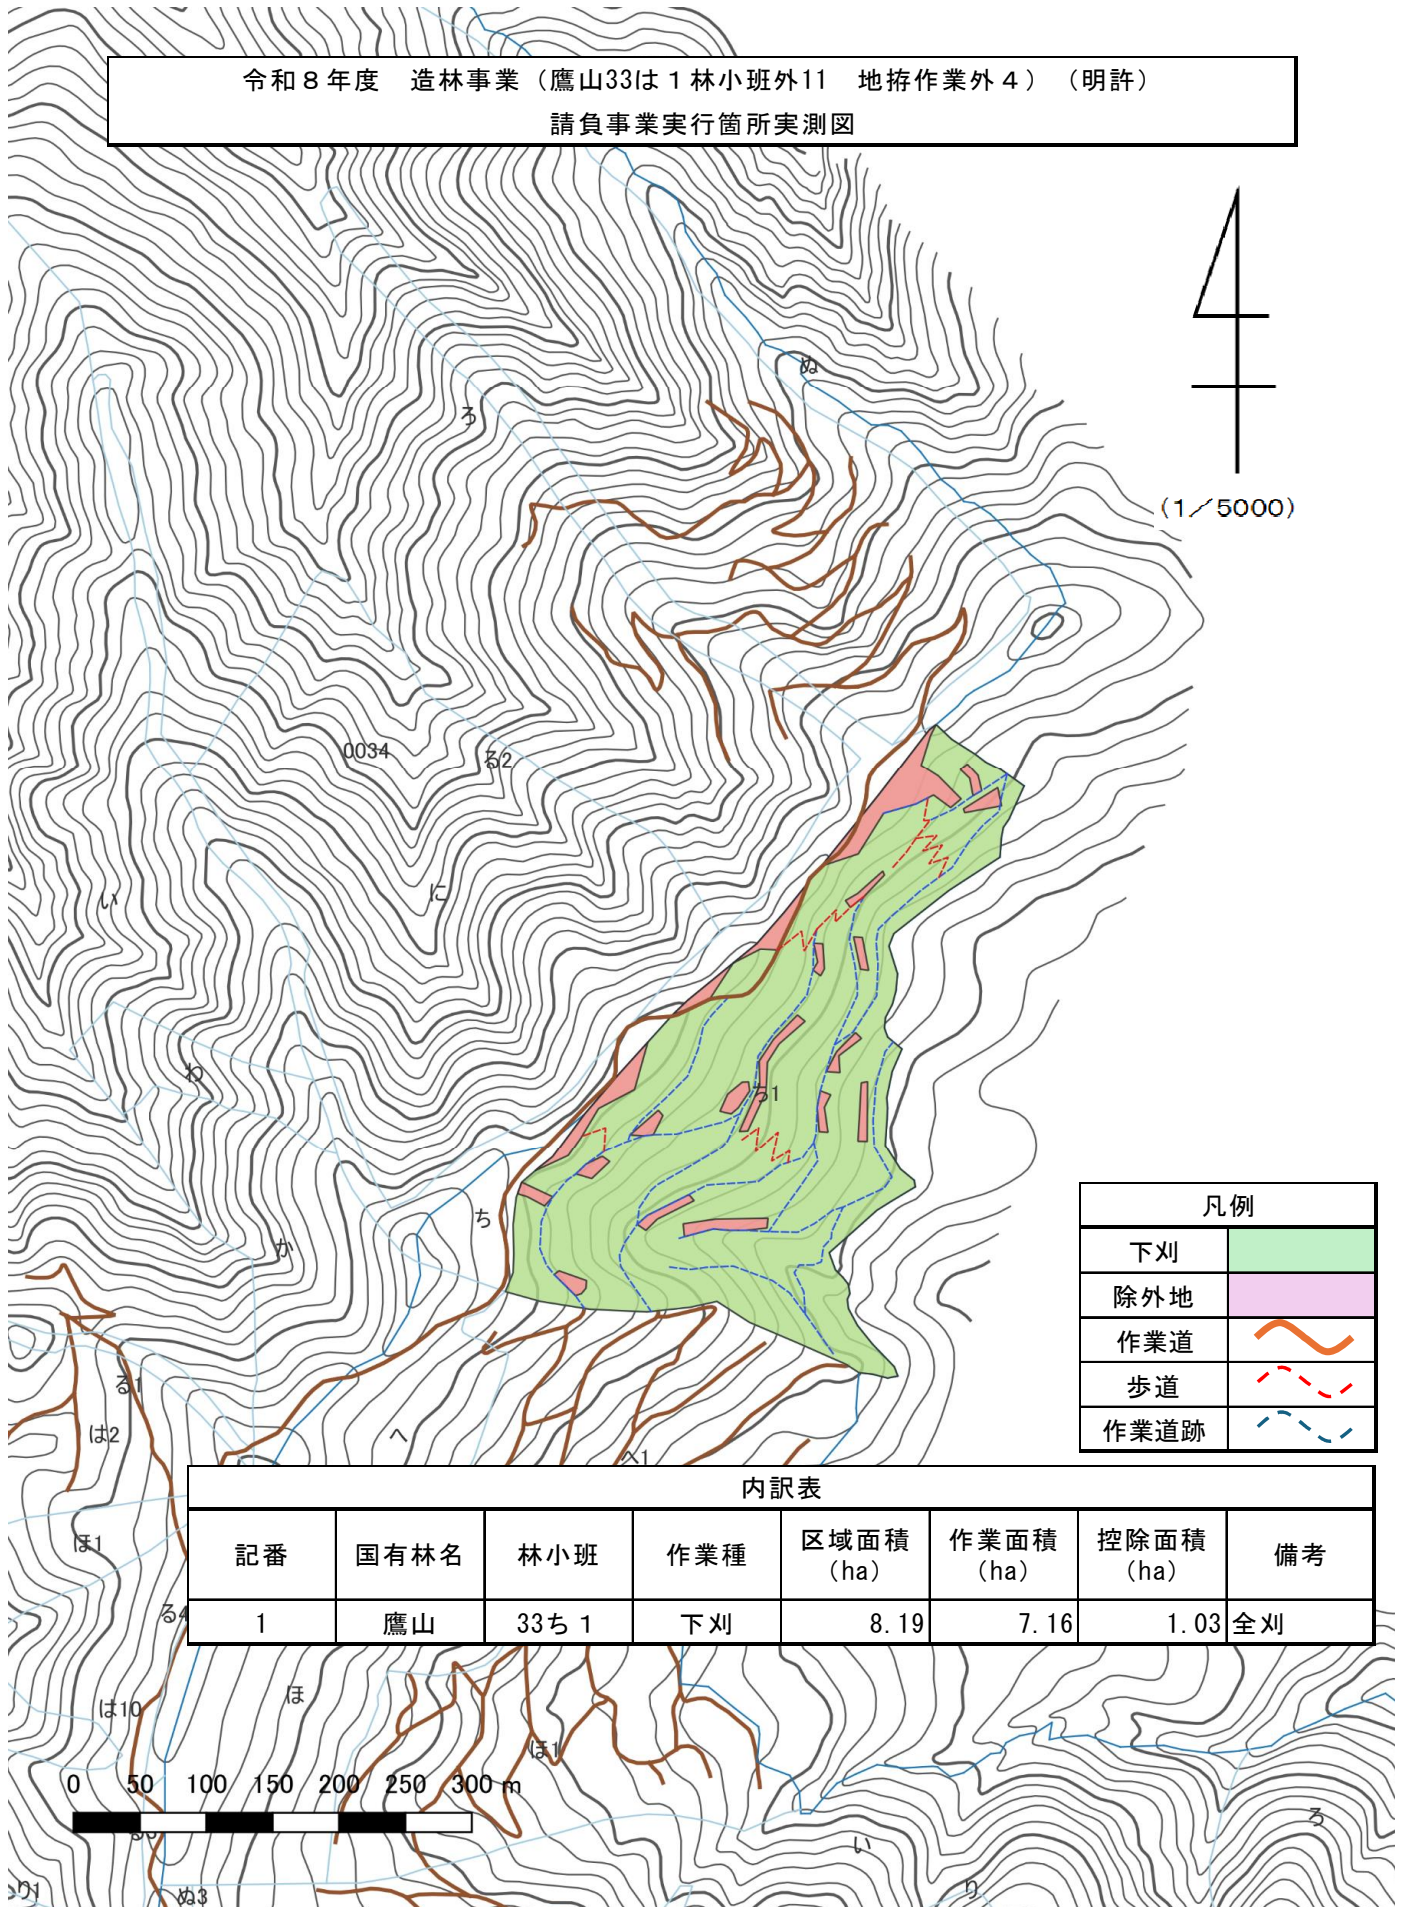 令和８年度　造林事業（鷹山33は１林小班外11　地拵作業外４）（明許）
請負事業実行箇所実測図
(1／5000)
ぬ
ろ
0034
る2
い
に
わ
ち1
ち
か
る1
は2
へ
へ1
ほ1
る4
凡例
下刈
除外地
作業道
歩道
作業道跡
内訳表
記番 国有林名 林小班 作業種 区域面積（ha） 作業面積（ha） 控除面積（ha） 備考
1 鷹山 33ち１ 下刈 8.19 7.16 1.03 全刈
は10
ほ
ほ1
0 50 100 150 200 250 300 m
い
ろ
り1
ぬ3
り